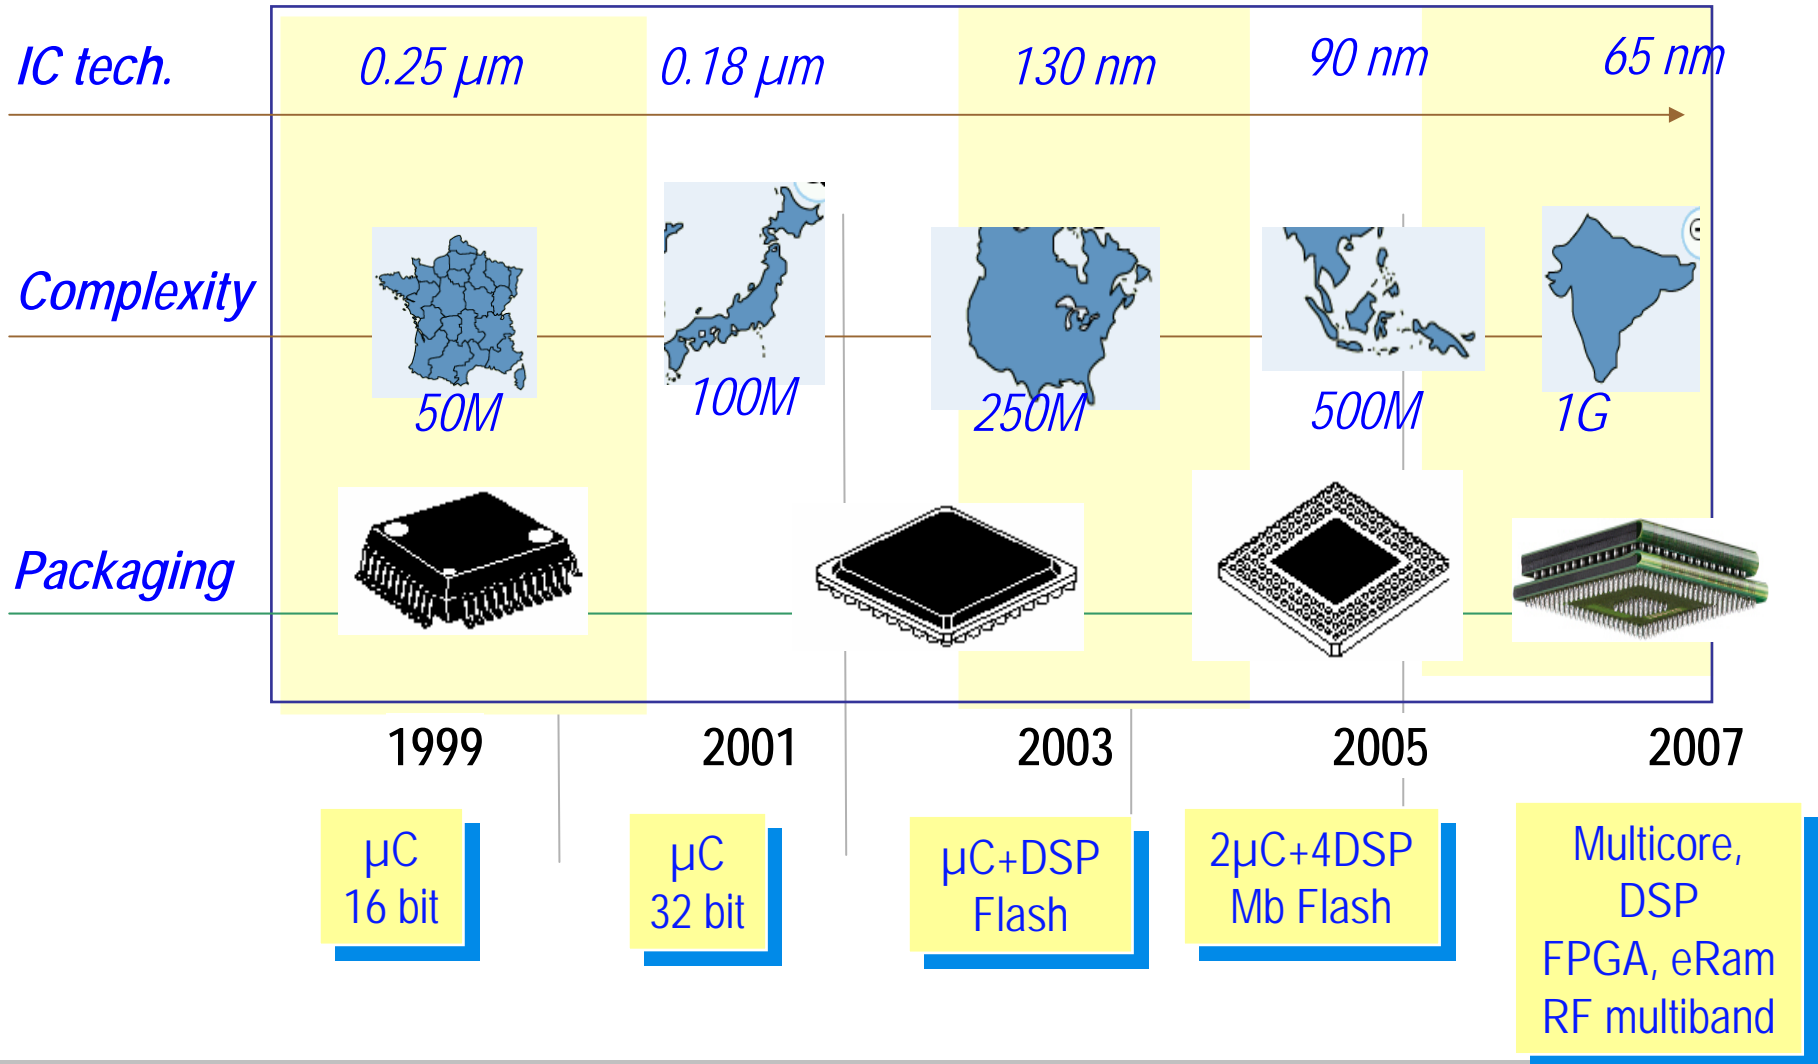 IC tech.
0.25 µm
0.18 µm
130 nm
90 nm
65 nm
Complexity
50M
100M
250M
500M
1G
Packaging
1999
2001
2003
2005
2007
µC
16 bit
µC
32 bit
µC+DSP
Flash
2µC+4DSP
Mb Flash
Multicore,
DSP
FPGA, eRam
RF multiband